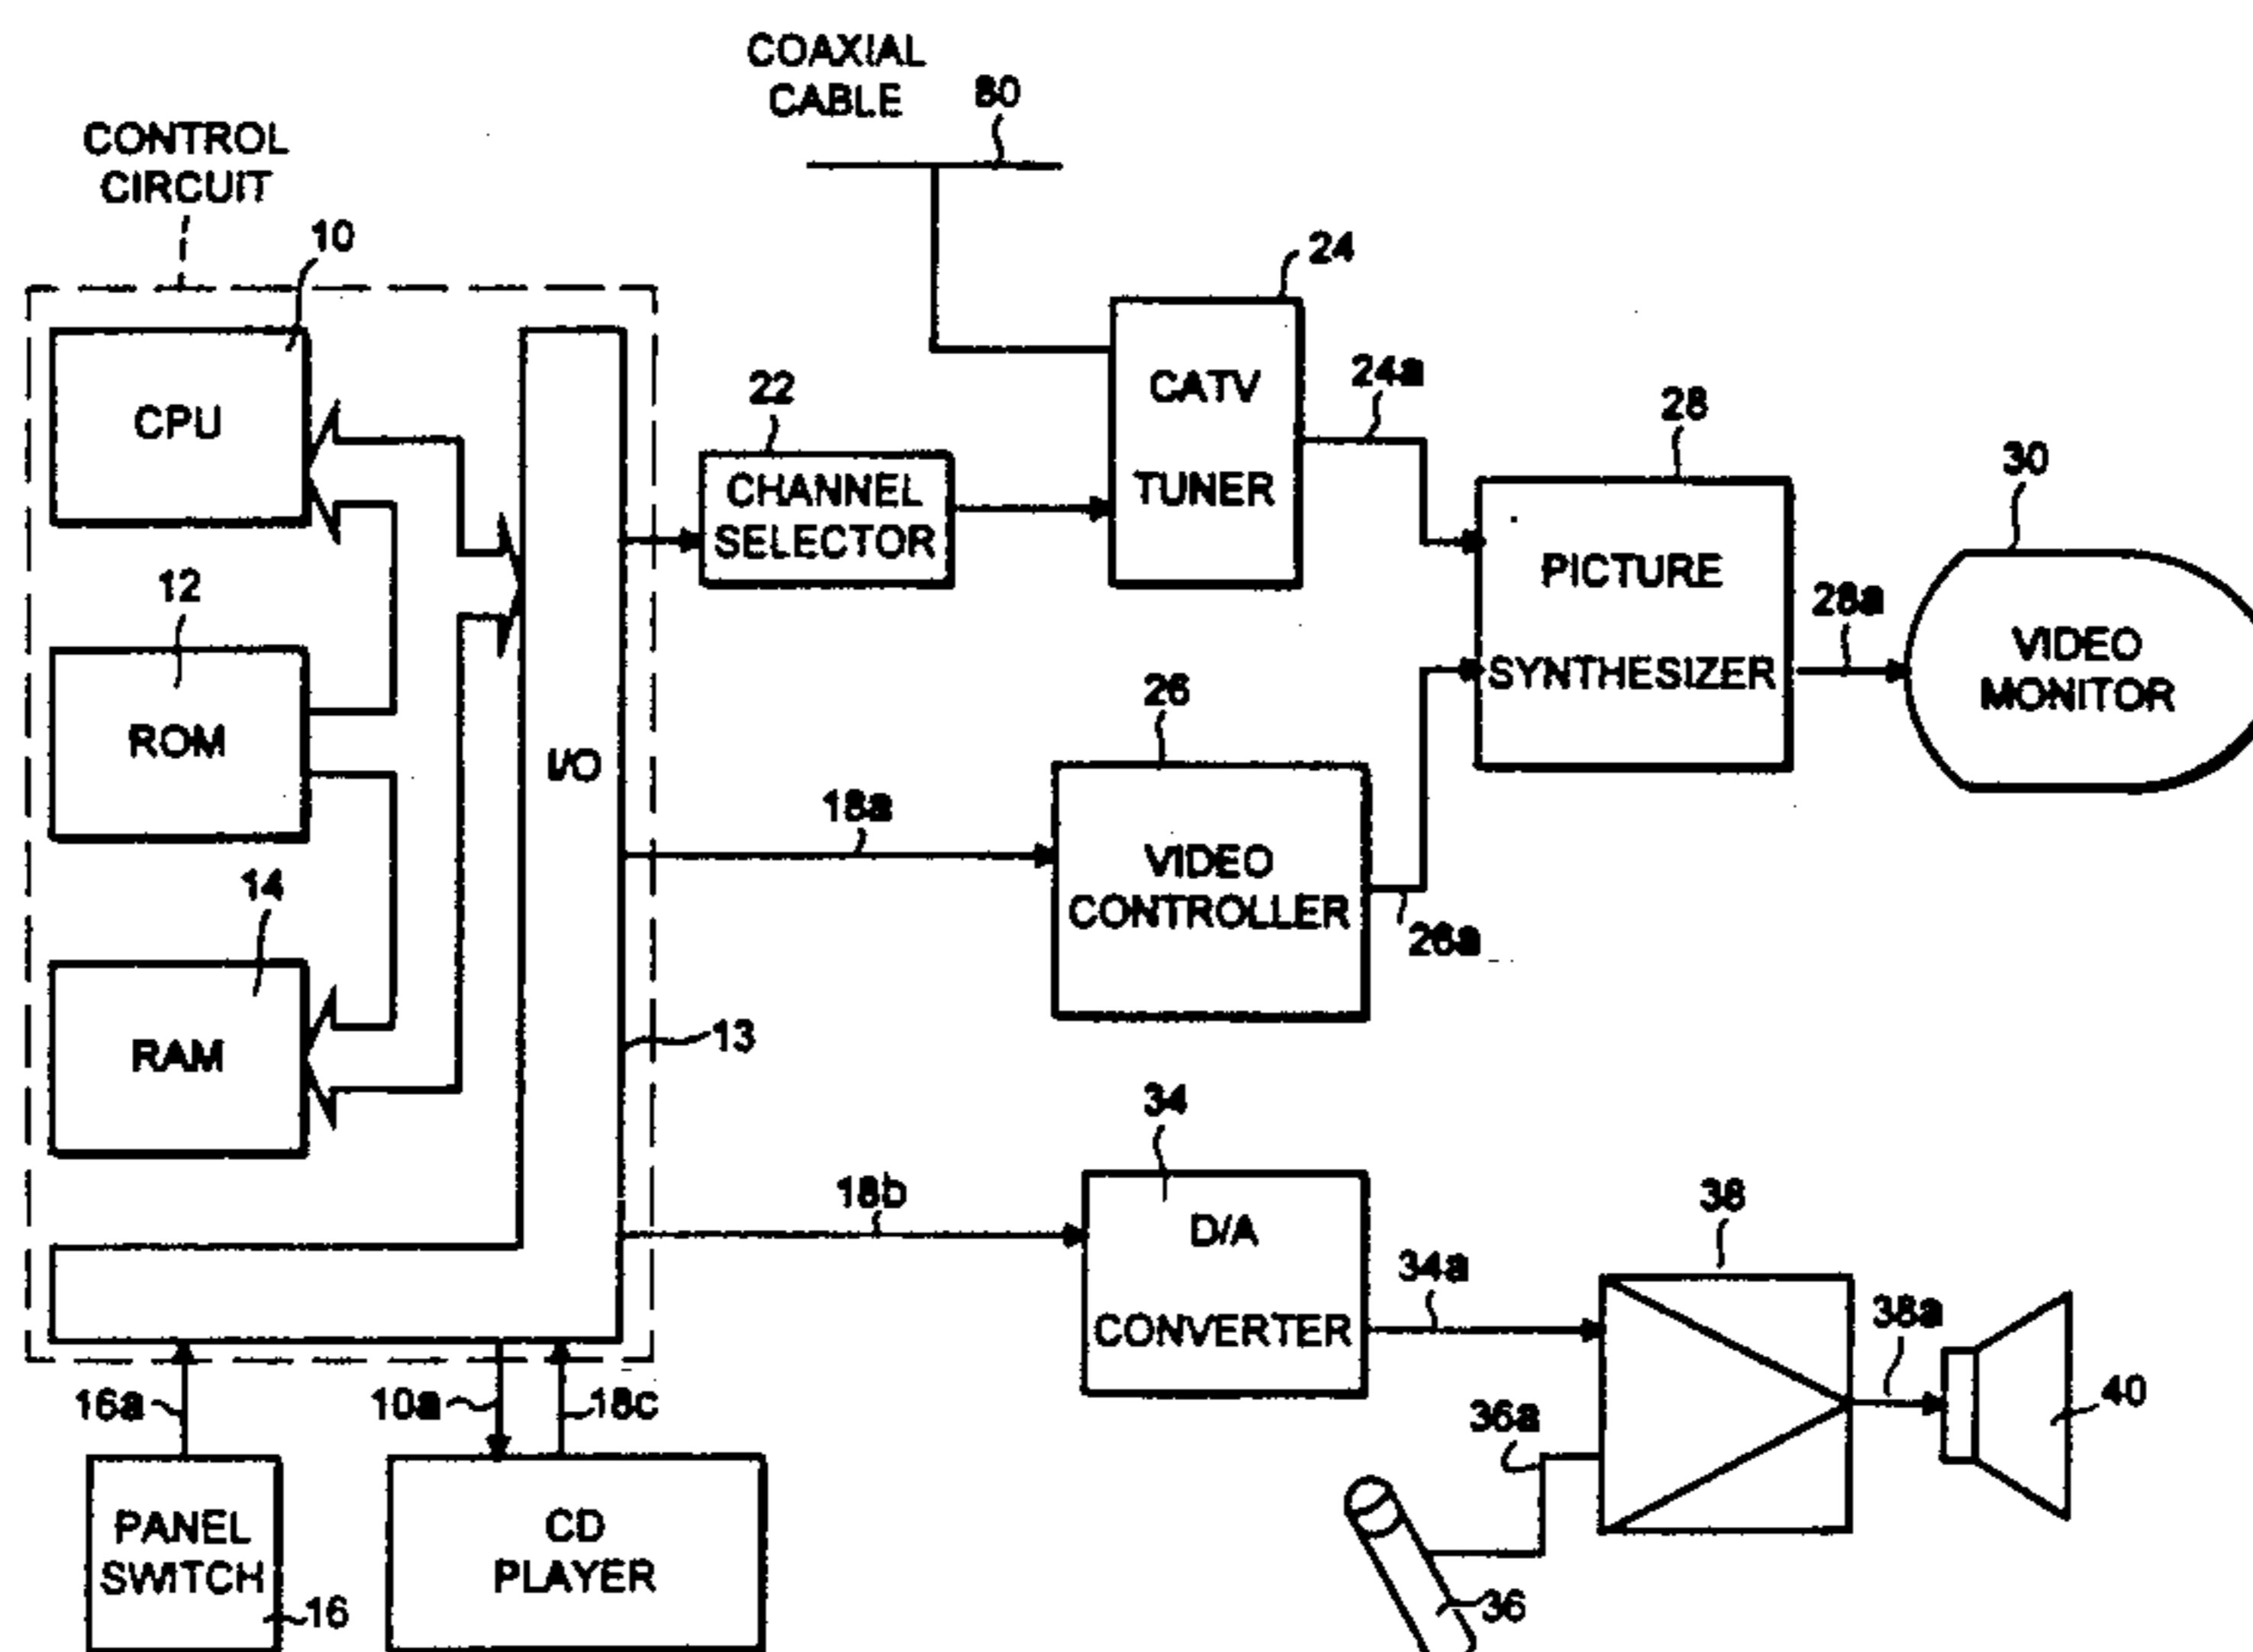 COAXIAL
CABLE
80
CONTROL
CIRCUIT
10
24
CPU
22
CATV
TUNER
24a
28
30
CHANNEL
SELECTOR
12
PICTURE
SYNTHESIZER
28a
VIDEO
MONITOR
ROM
I/O
26
18a
VIDEO
CONTROLLER
26a
14
RAM
13
34
18b
D/A
CONVERTER
34a
38
38a
40
16a
10a
18c
36a
PANEL
SWITCH
16
CD
PLAYER
36